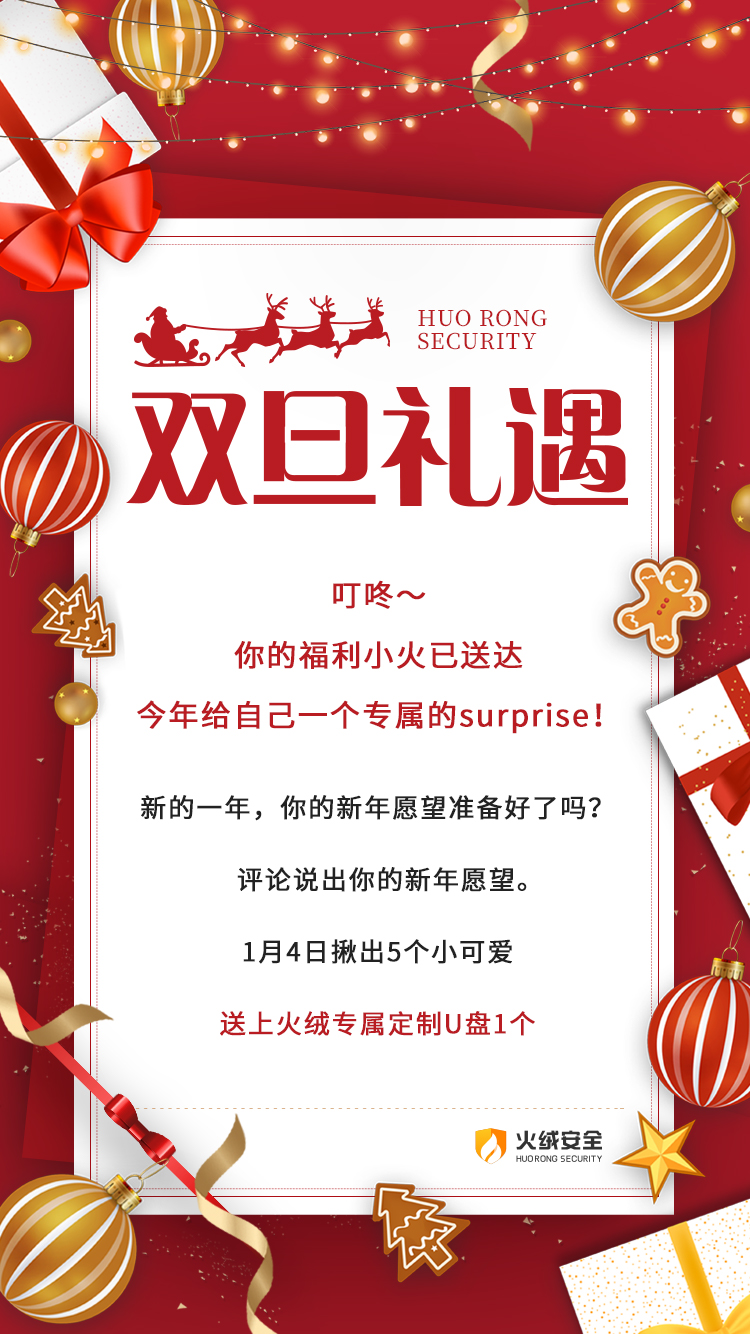 HUO RONG
SECURITY
双旦礼遇
叮咚～
你的福利小火已送达
今年给自己一个专属的surprise！
新的一年，你的新年愿望准备好了吗？
评论说出你的新年愿望。
1月4日揪出5个小可爱
送上火绒专属定制U盘1个
火绒安全
HUORONG SECURITY